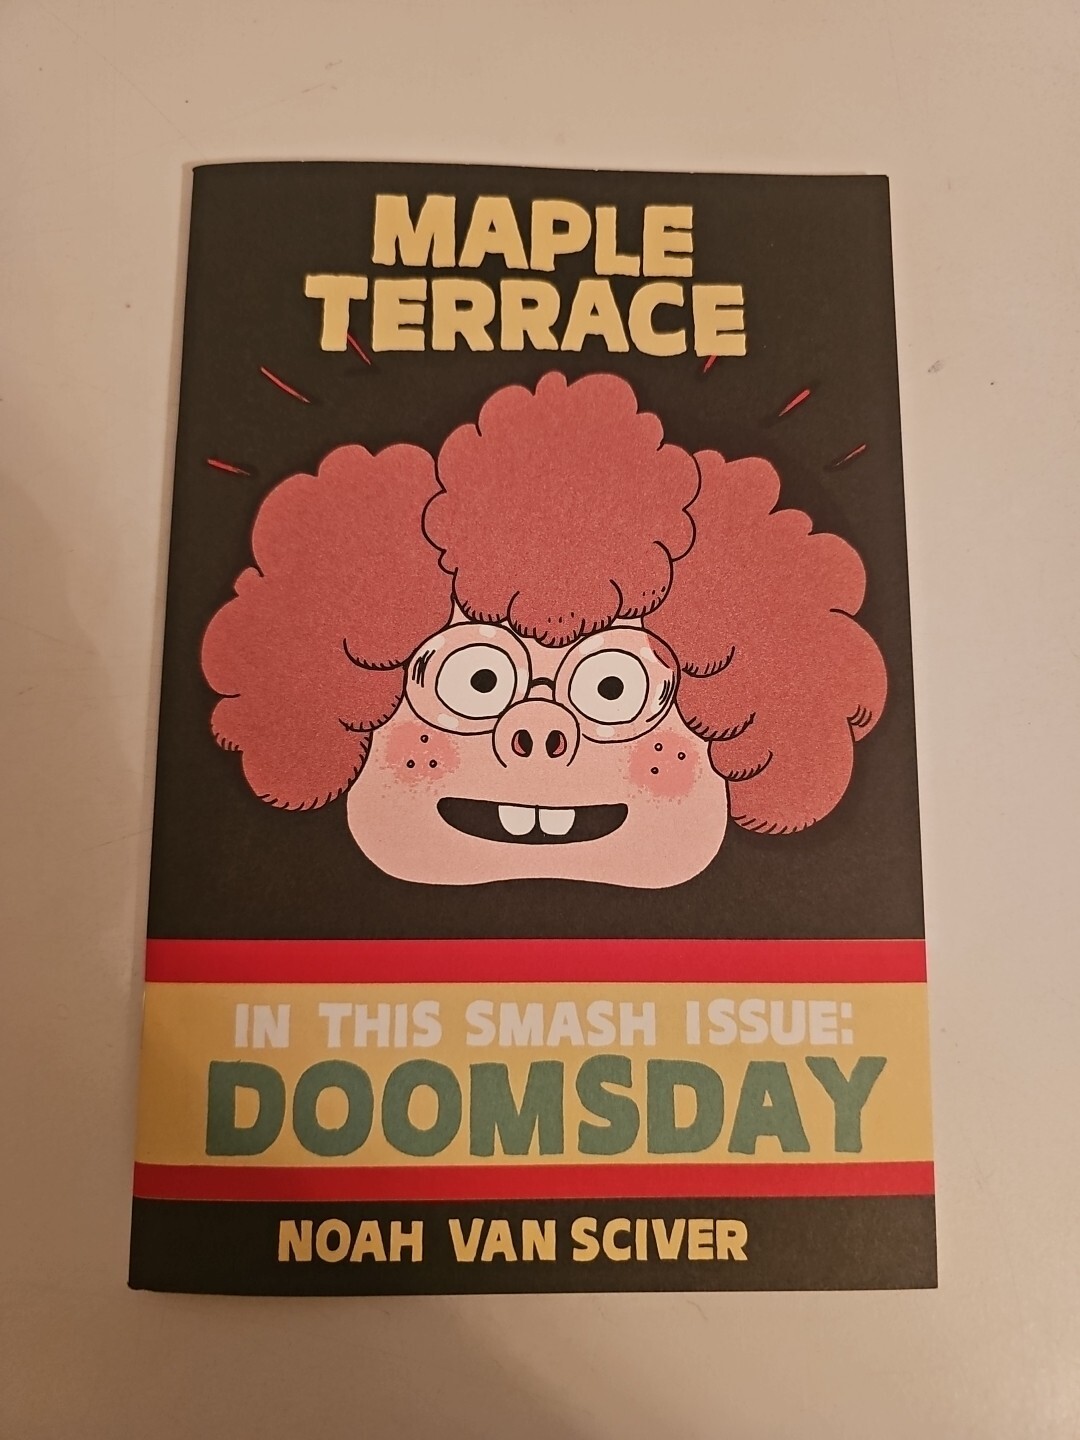 MAPLE
TERRACE
IN THIS SMASH ISSUE:
DOOMSDAY
NOAH VAN SCIVER